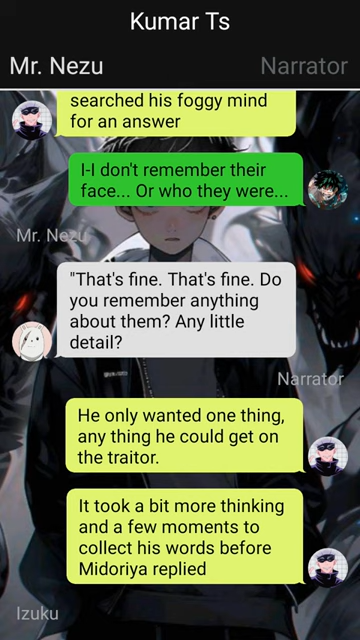 Kumar Ts
Mr. Nezu
Narrator
searched his foggy mind
for an answer
I-I don't remember their
face... Or who they were...
Mr. Nezu
"That's fine. That's fine. Do
you remember anything
about them? Any little
detail?
Narrator
He only wanted one thing,
any thing he could get on
the traitor.
It took a bit more thinking
and a few moments to
collect his words before
Midoriya replied
Izuku